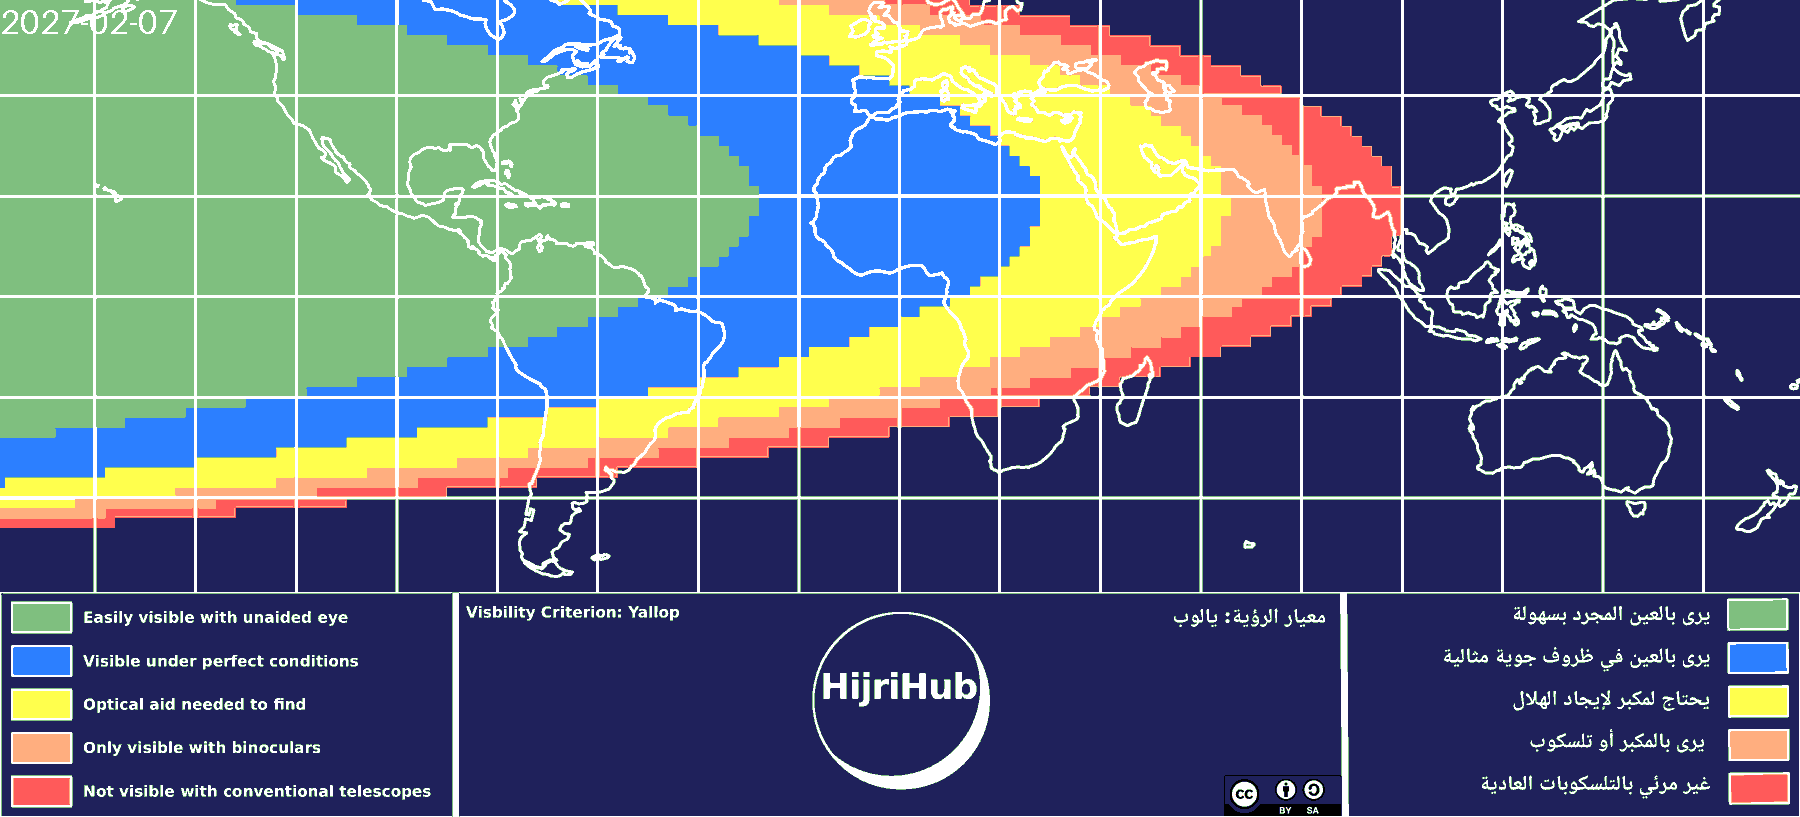 2027-02-07
Easily visible with unaided eye
Visible under perfect conditions
Optical aid needed to find
Only visible with binoculars
Not visible with conventional telescopes
Visbility Criterion: Yallop
معيار الرؤية: يالوب
HijriHub
cc
BY SA
يرى بالعين المجرد بسهولة
يرى بالعين في ظروف جوية مثالية
يحتاج لمكبر لإيجاد الهلال
يرى بالمكبر أو تلسكوب
غير مرئي بالتلسكوبات العادية